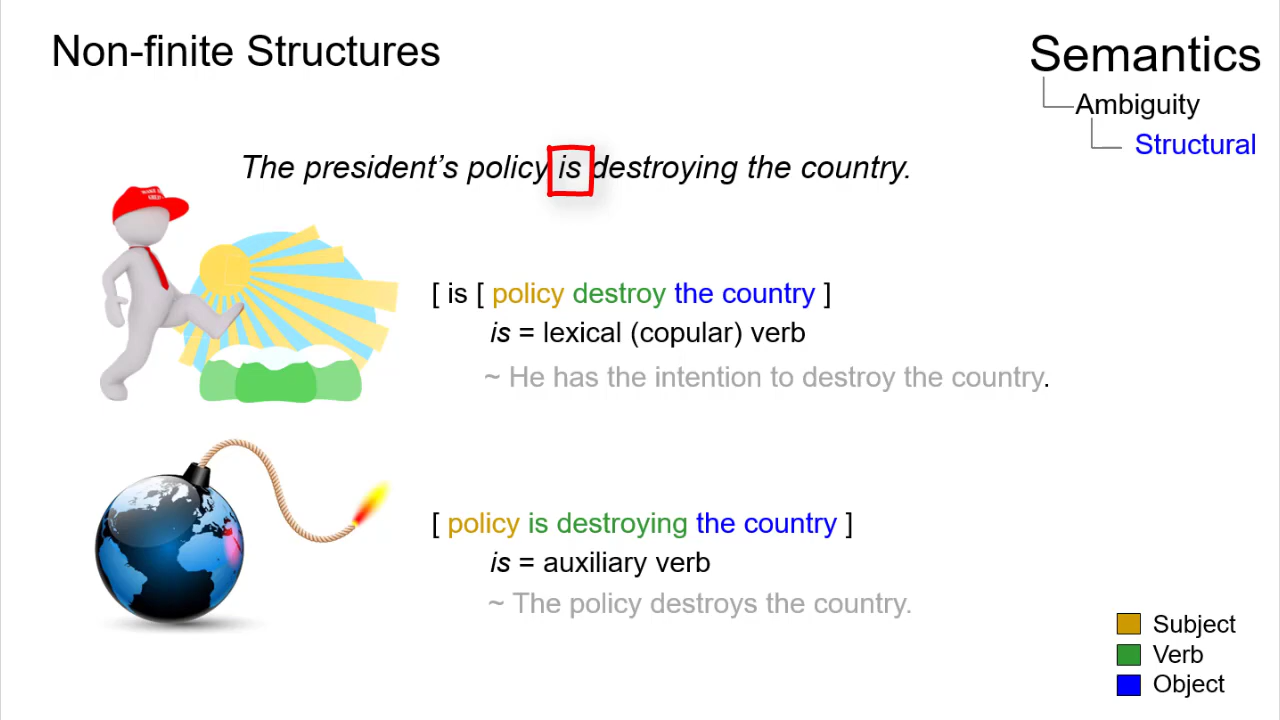 Non-finite Structures
Semantics
Ambiguity
Structural
The president’s policy is destroying the country.
[ is [ policy destroy the country ]
is = lexical (copular) verb
~ He has the intention to destroy the country.
[ policy is destroying the country ]
is = auxiliary verb
~ The policy destroys the country.
Subject
Verb
Object